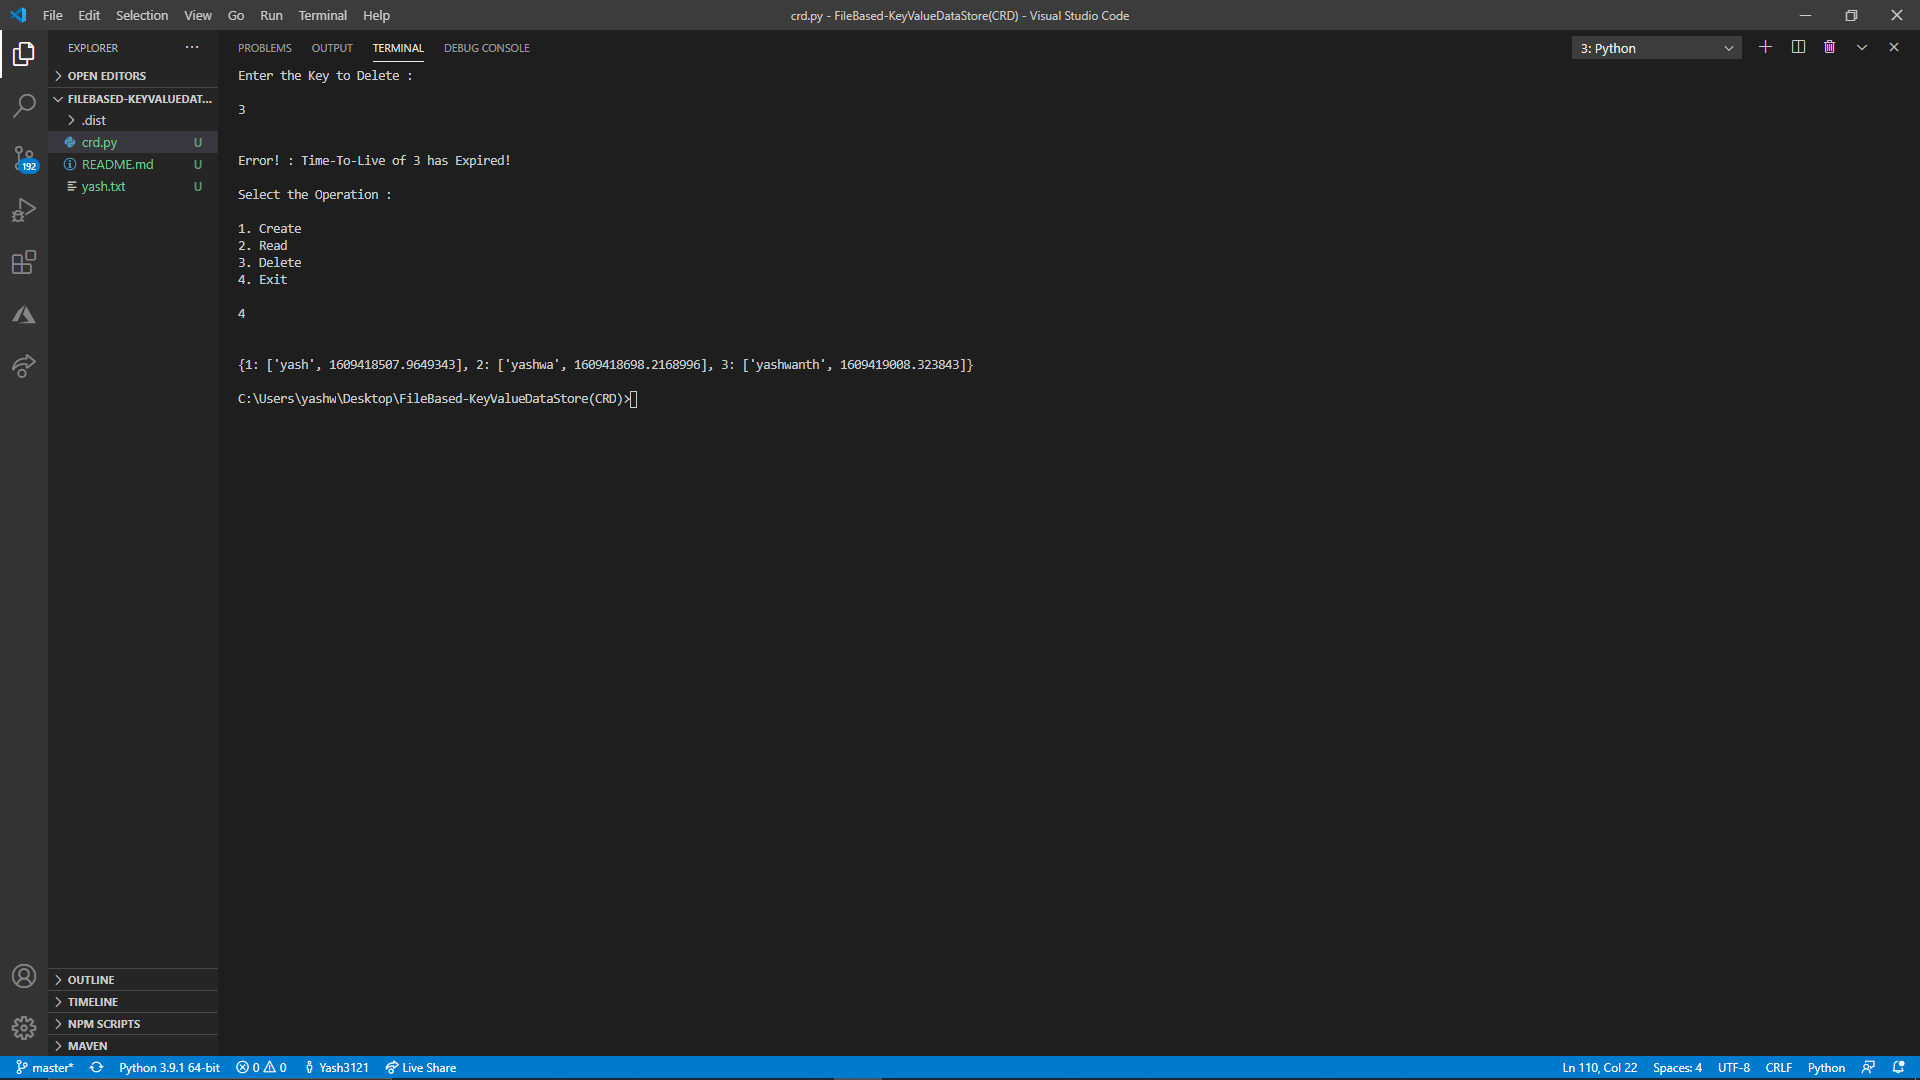 File Edit Selection View Go Run Terminal Help
crd.py - FileBased-KeyValueDataStore(CRD) - Visual Studio Code
EXPLORER
OPEN EDITORS
FILEBASED-KEYVALUEDAT...
.dist
crd.py U
README.md U
yash.txt U
192
OUTLINE
TIMELINE
NPM SCRIPTS
MAVEN
PROBLEMS OUTPUT TERMINAL DEBUG CONSOLE
3: Python
Enter the Key to Delete :
3
Error! : Time-To-Live of 3 has Expired!
Select the Operation :
1. Create
2. Read
3. Delete
4. Exit
4
{1: ['yash', 1609418507.9649343], 2: ['yashwa', 1609418698.2168996], 3: ['yashwanth', 1609419008.323843]}
C:\Users\yashw\Desktop\FileBased-KeyValueDataStore(CRD)>
master* Python 3.9.1 64-bit 0 0 Yash3121 Live Share
Ln 110, Col 22 Spaces: 4 UTF-8 CRLF Python